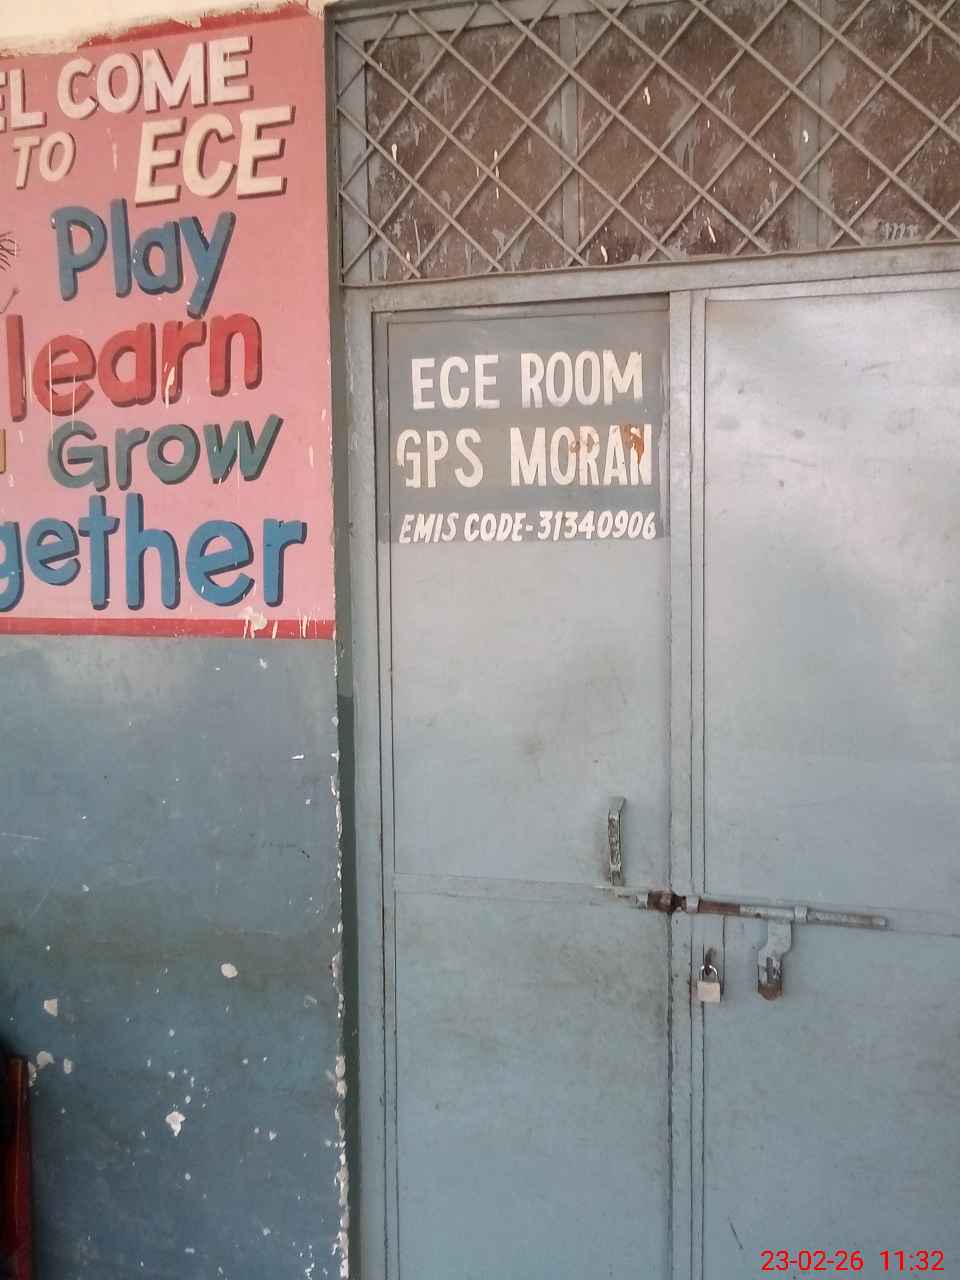 EL COME
TO ECE
Play
learn
Grow
gether
ECE ROOM
GPS MORAN
EMIS CODE-31340906
23-02-26 11:32